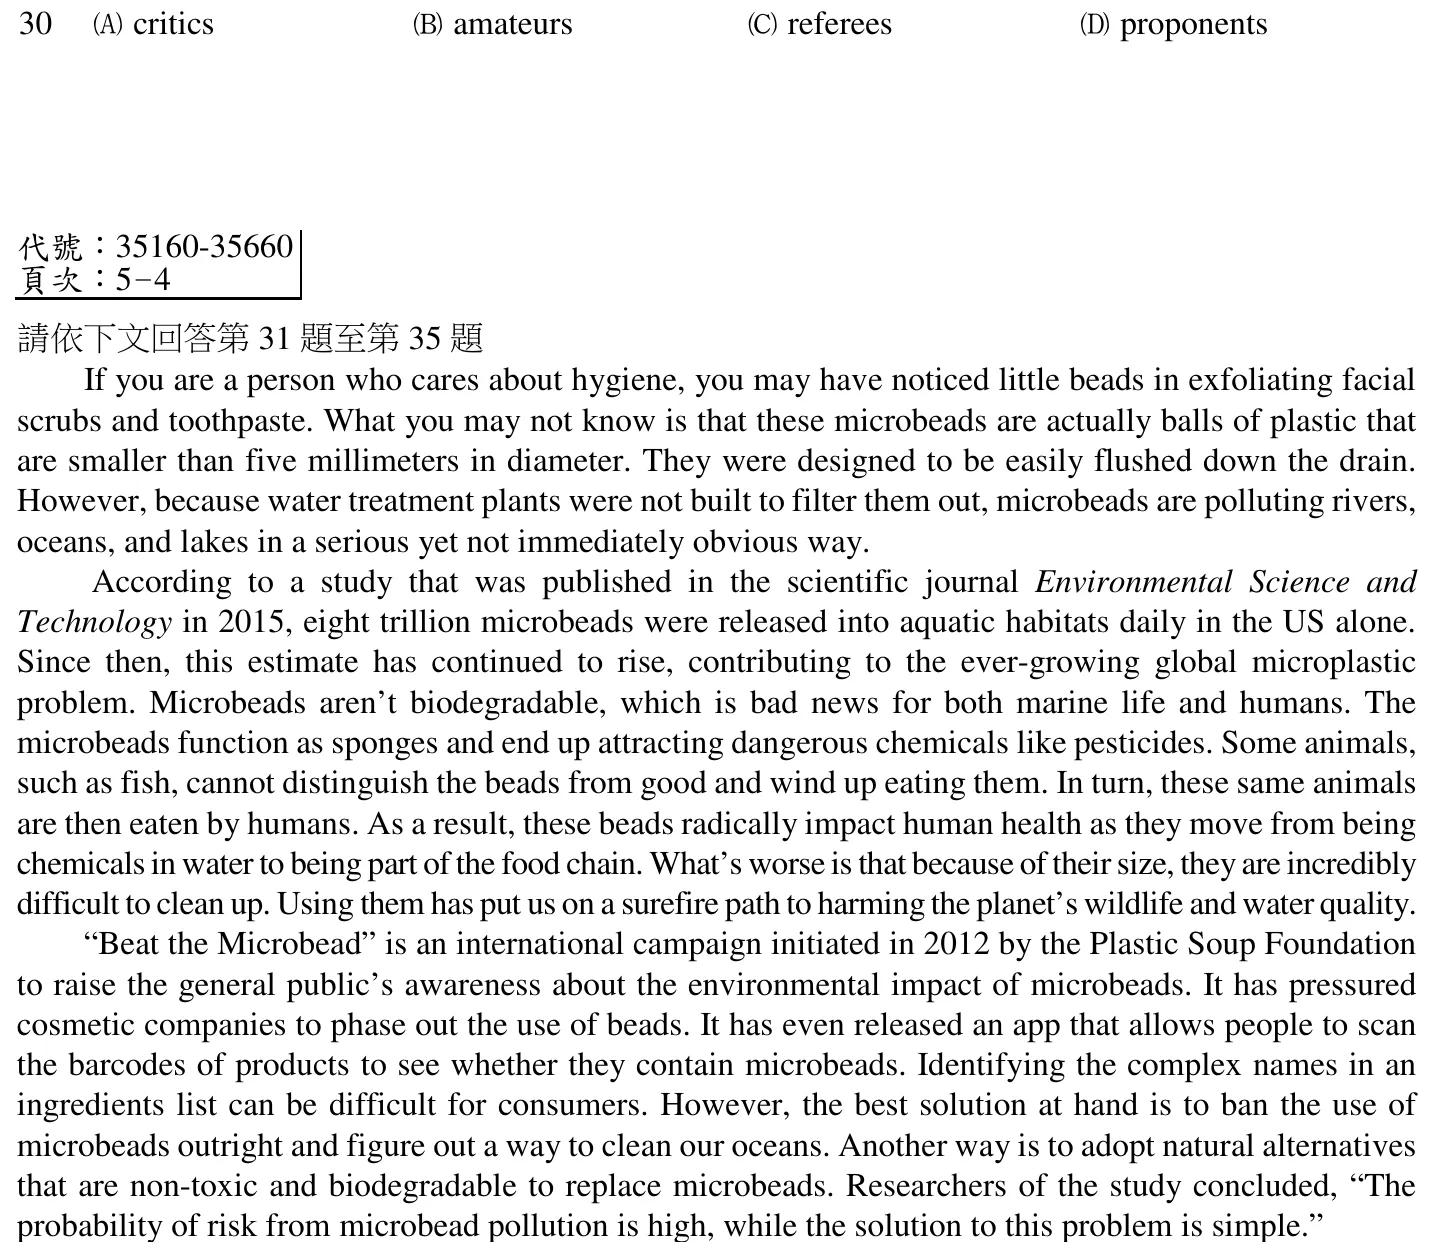 30 (A) critics (B) amateurs (C) referees (D) proponents
代號：35160-35660
頁次：5-4
請依下文回答第 31 題至第 35 題
If you are a person who cares about hygiene, you may have noticed little beads in exfoliating facial
scrubs and toothpaste. What you may not know is that these microbeads are actually balls of plastic that
are smaller than five millimeters in diameter. They were designed to be easily flushed down the drain.
However, because water treatment plants were not built to filter them out, microbeads are polluting rivers,
oceans, and lakes in a serious yet not immediately obvious way.
According to a study that was published in the scientific journal Environmental Science and
Technology in 2015, eight trillion microbeads were released into aquatic habitats daily in the US alone.
Since then, this estimate has continued to rise, contributing to the ever-growing global microplastic
problem. Microbeads aren’t biodegradable, which is bad news for both marine life and humans. The
microbeads function as sponges and end up attracting dangerous chemicals like pesticides. Some animals,
such as fish, cannot distinguish the beads from good and wind up eating them. In turn, these same animals
are then eaten by humans. As a result, these beads radically impact human health as they move from being
chemicals in water to being part of the food chain. What’s worse is that because of their size, they are incredibly
difficult to clean up. Using them has put us on a surefire path to harming the planet’s wildlife and water quality.
“Beat the Microbead” is an international campaign initiated in 2012 by the Plastic Soup Foundation
to raise the general public’s awareness about the environmental impact of microbeads. It has pressured
cosmetic companies to phase out the use of beads. It has even released an app that allows people to scan
the barcodes of products to see whether they contain microbeads. Identifying the complex names in an
ingredients list can be difficult for consumers. However, the best solution at hand is to ban the use of
microbeads outright and figure out a way to clean our oceans. Another way is to adopt natural alternatives
that are non-toxic and biodegradable to replace microbeads. Researchers of the study concluded, “The
probability of risk from microbead pollution is high, while the solution to this problem is simple.”